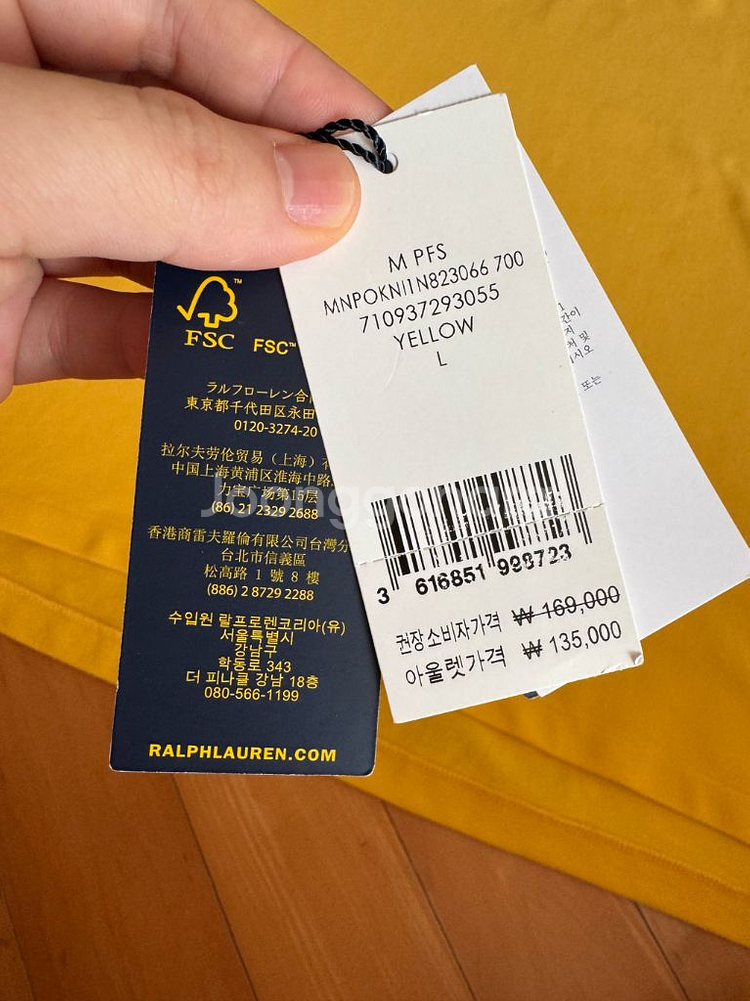 FSC™
FSC™
ラルフローレン合
東京都千代田区永田
0120-3274-20
拉尔夫劳伦贸易（上海）
中国上海黄浦区淮海中路
力宝广场第15层
(86) 21 2329 2688
香港商雷夫羅倫有限公司台灣分
台北市信義區
松高路 1 號 8 樓
(886) 2 8729 2288
수입원 랄프로렌코리아(유)
서울특별시
강남구
학동로 343
더 피나클 강남 18층
080-566-1199
RALPHLAUREN.COM
M PFS
MNPOKNI1N823066 700
710937293055
YELLOW
L
3 616851 998723
권장소비자가격 ₩ 169,000
아울렛가격 ₩ 135,000
및
또는